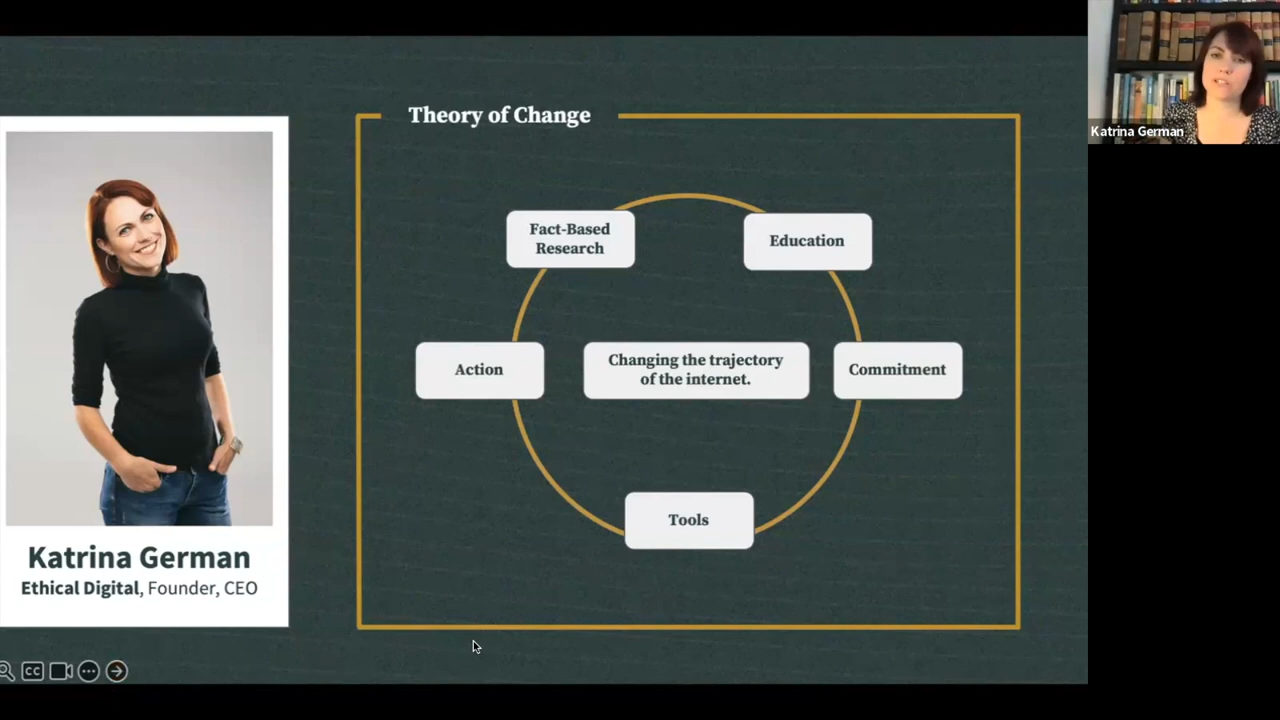 Theory of Change
Fact-Based
Research
Education
Action
Changing the trajectory
of the internet.
Commitment
Tools
Katrina German
Ethical Digital, Founder, CEO
CC
Katrina German